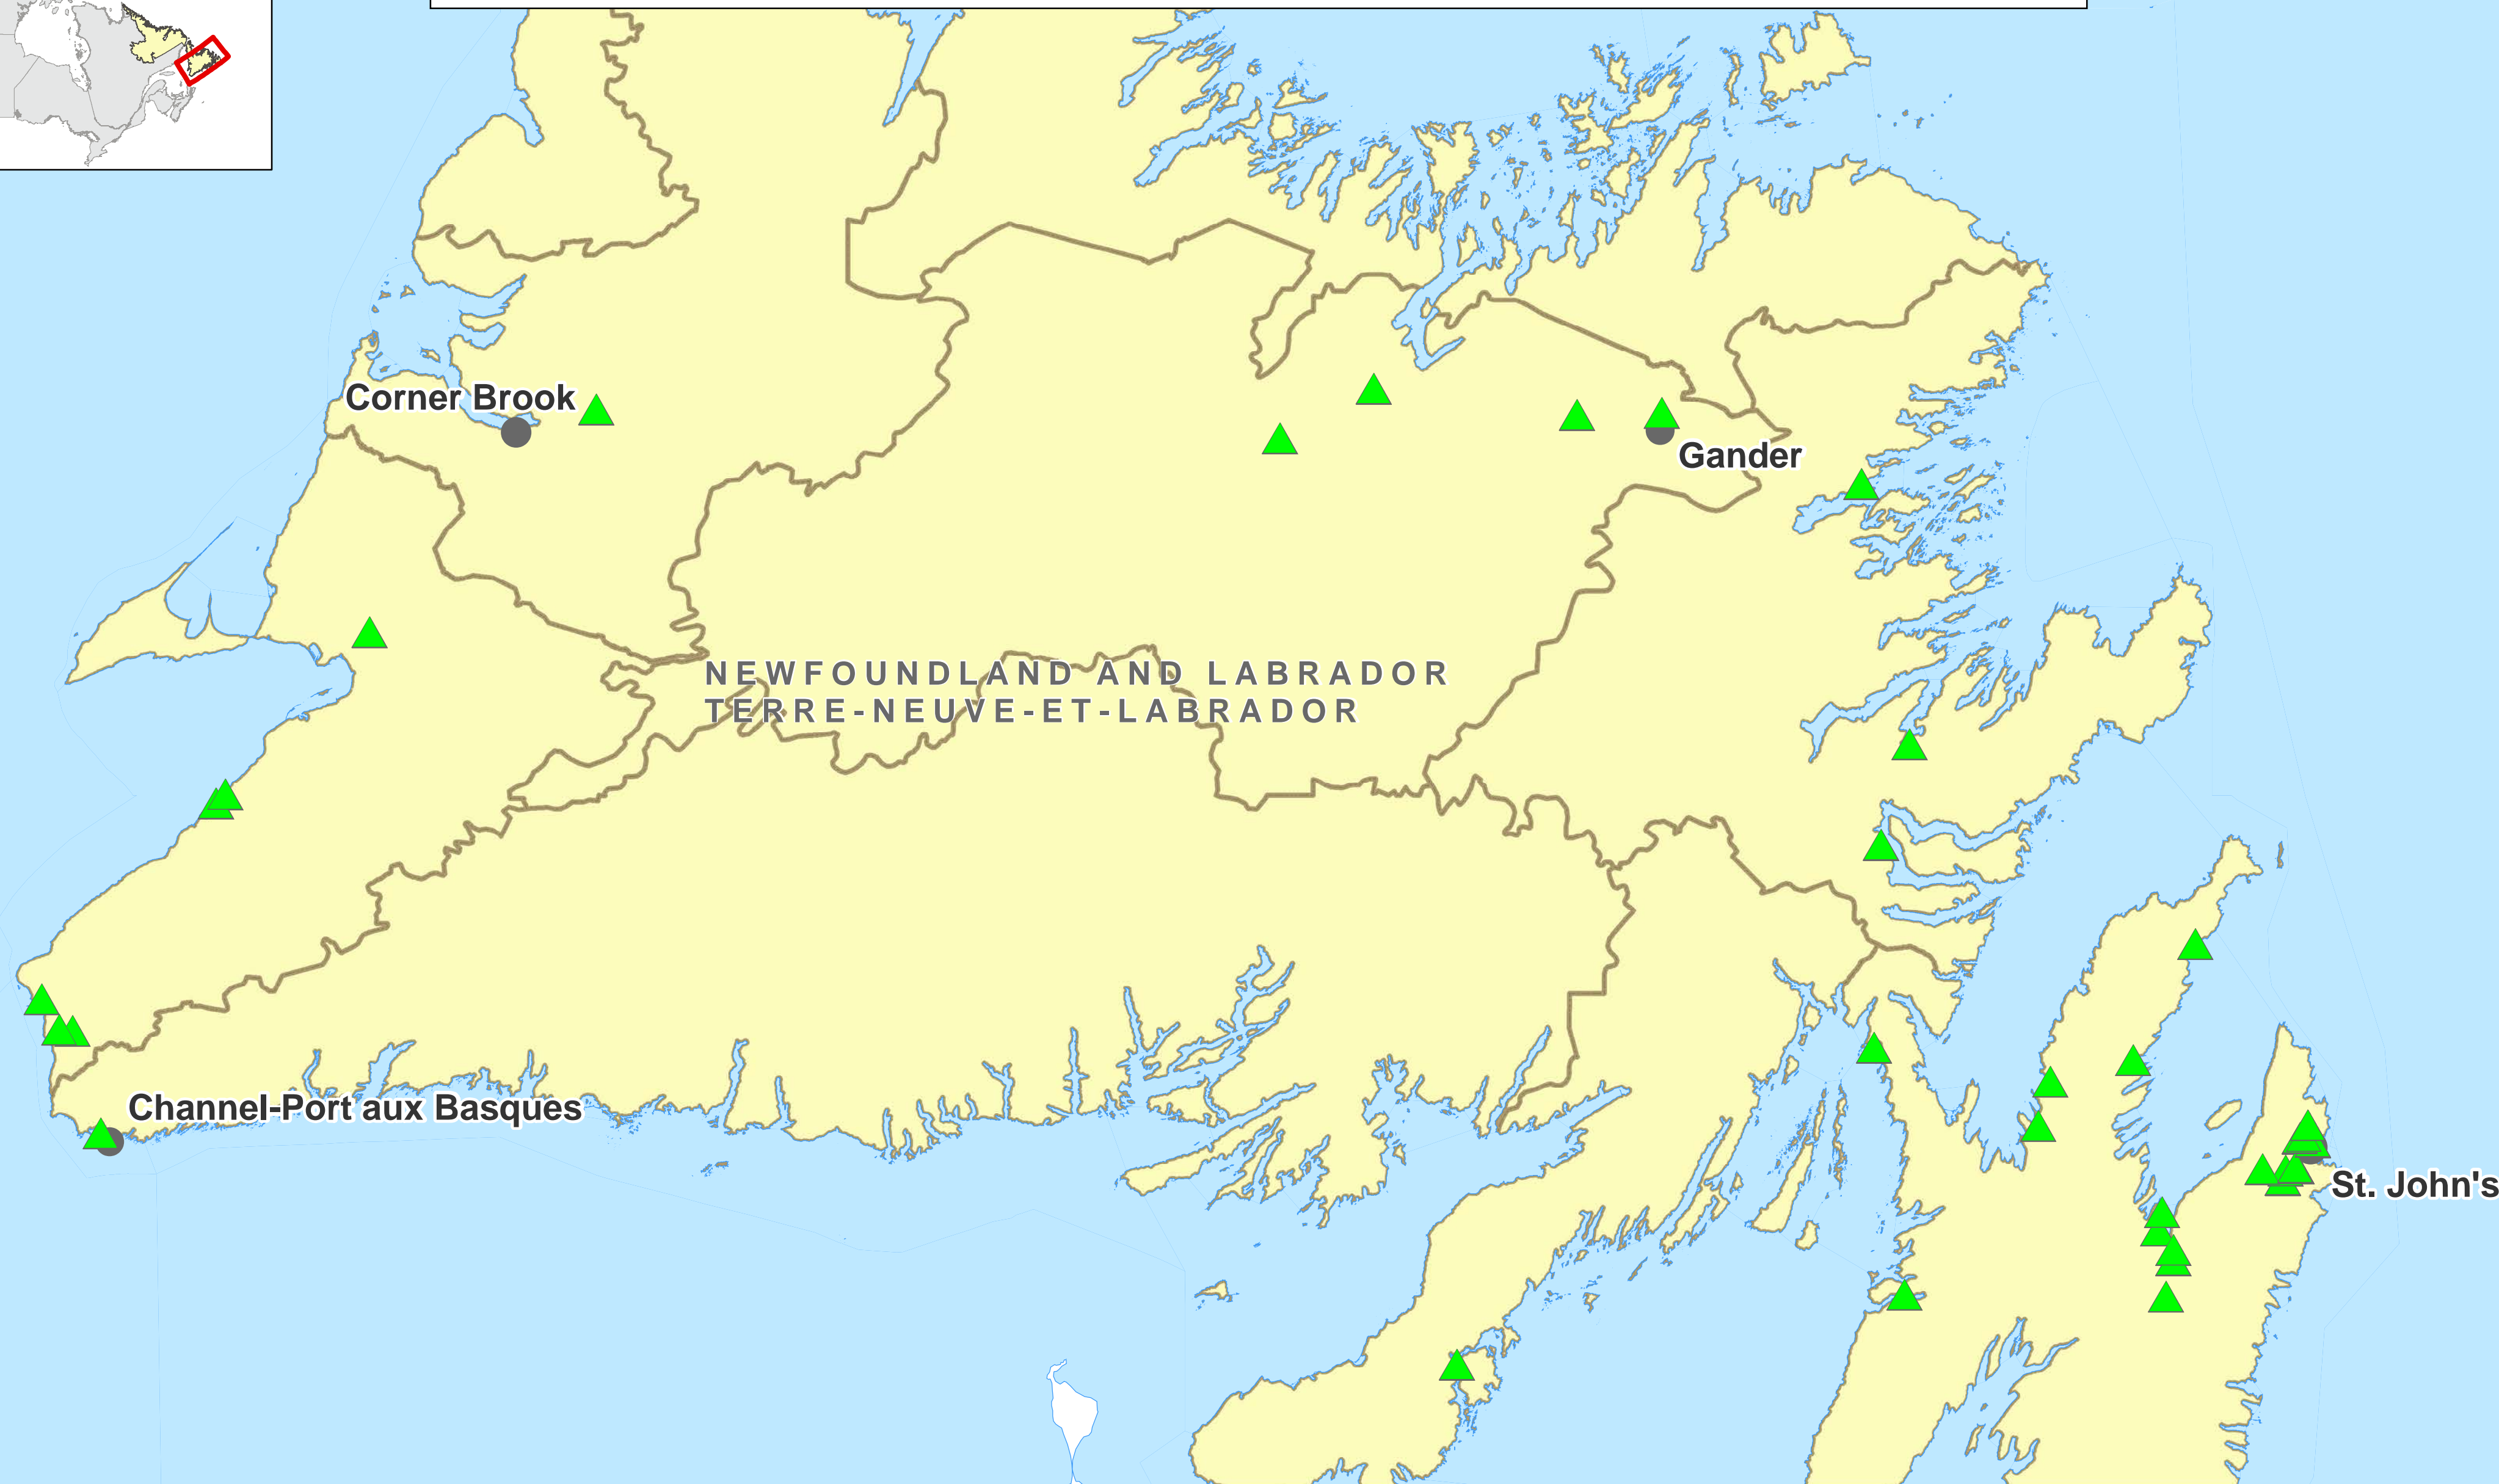 Corner Brook
Gander
NEWFOUNDLAND AND LABRADOR
TERRE-NEUVE-ET-LABRADOR
Channel-Port aux Basques
St. John's